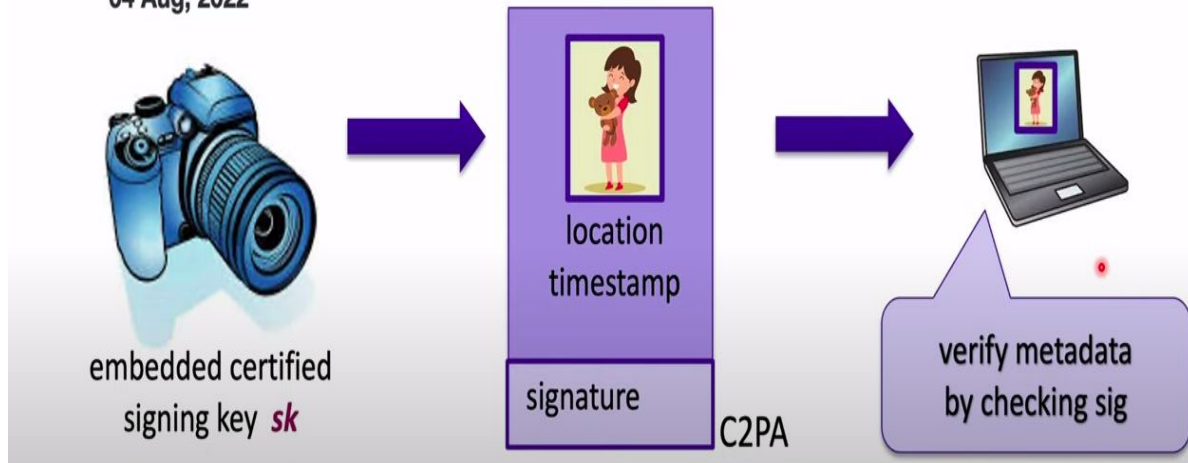 04 Aug, 2022
embedded certified
signing key sk
location
timestamp
signature
C2PA
verify metadata
by checking sig